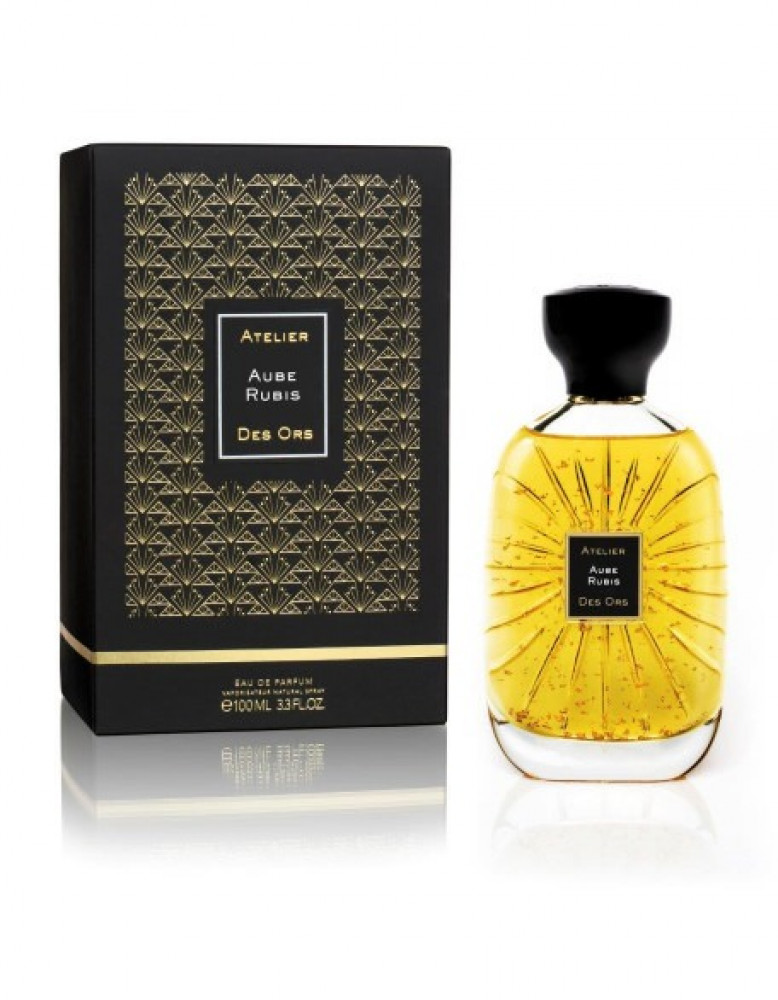 ATELIER
AUBE
RUBIS
DES ORS
EAU DE PARFUM
VAPORISATEUR NATURAL SPRAY
℮100ML 3.3FL.OZ.
ATELIER
AUBE
RUBIS
DES ORS